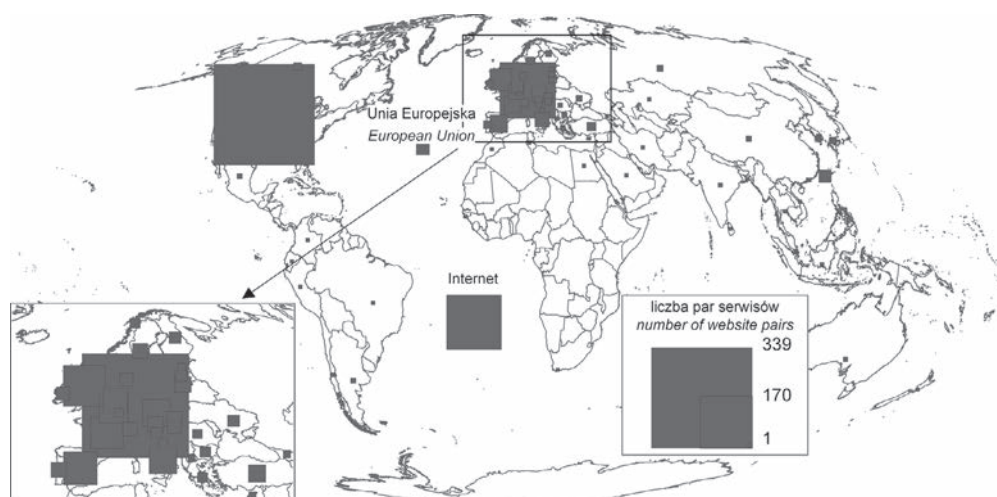 Unia Europejska
European Union
Internet
liczba par serwisów
number of website pairs
339
170
1